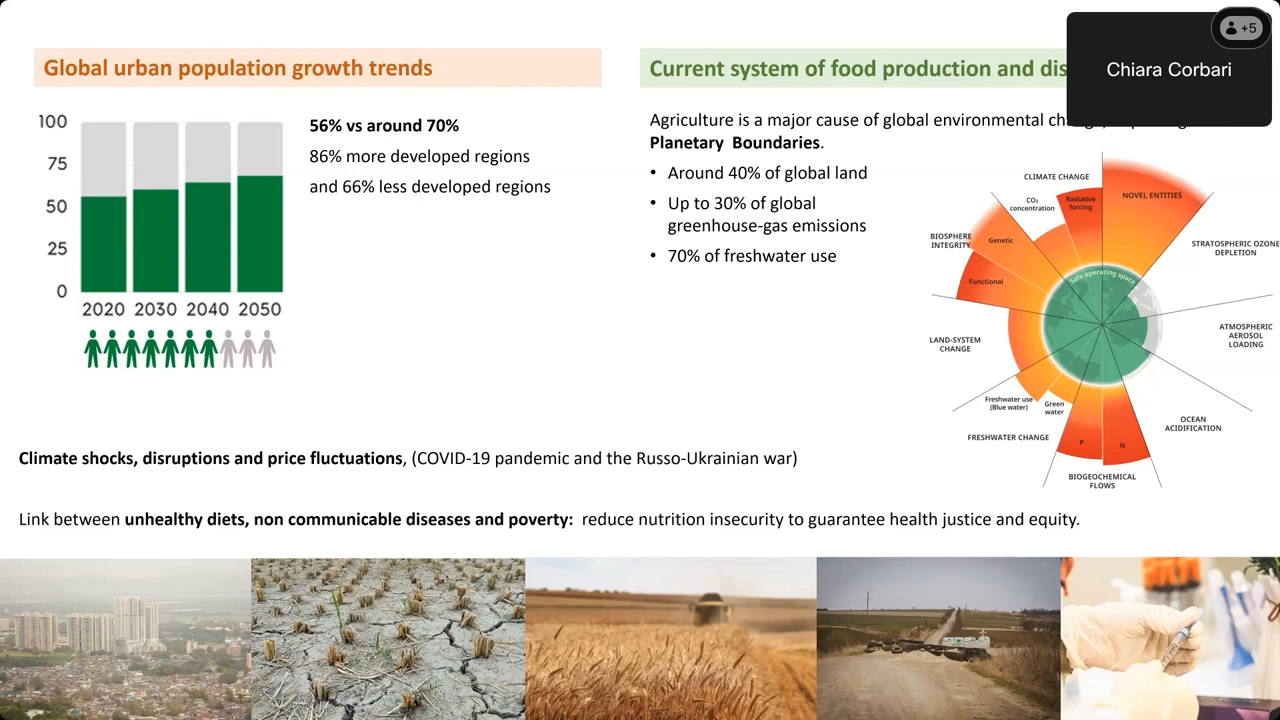 Global urban population growth trends
100
75
50
25
0
2020 2030 2040 2050
56% vs around 70%
86% more developed regions
and 66% less developed regions
Current system of food production and
Chiara Corbari
+5
Agriculture is a major cause of global environmental
Planetary Boundaries.
• Around 40% of global land
• Up to 30% of global
greenhouse-gas emissions
• 70% of freshwater use
CLIMATE CHANGE
CO₂
concentration
Radiative
forcing
NOVEL ENTITIES
STRATOSPHERIC OZONE
DEPLETION
ATMOSPHERIC
AEROSOL
LOADING
OCEAN
ACIDIFICATION
BIOGEOCHEMICAL
FLOWS
P
N
FRESHWATER CHANGE
Green
water
Freshwater use
(Blue water)
LAND-SYSTEM
CHANGE
BIOSPHERE
INTEGRITY
Functional
Genetic
Safe operating space
Climate shocks, disruptions and price fluctuations, (COVID-19 pandemic and the Russo-Ukrainian war)
Link between unhealthy diets, non communicable diseases and poverty: reduce nutrition insecurity to guarantee health justice and equity.